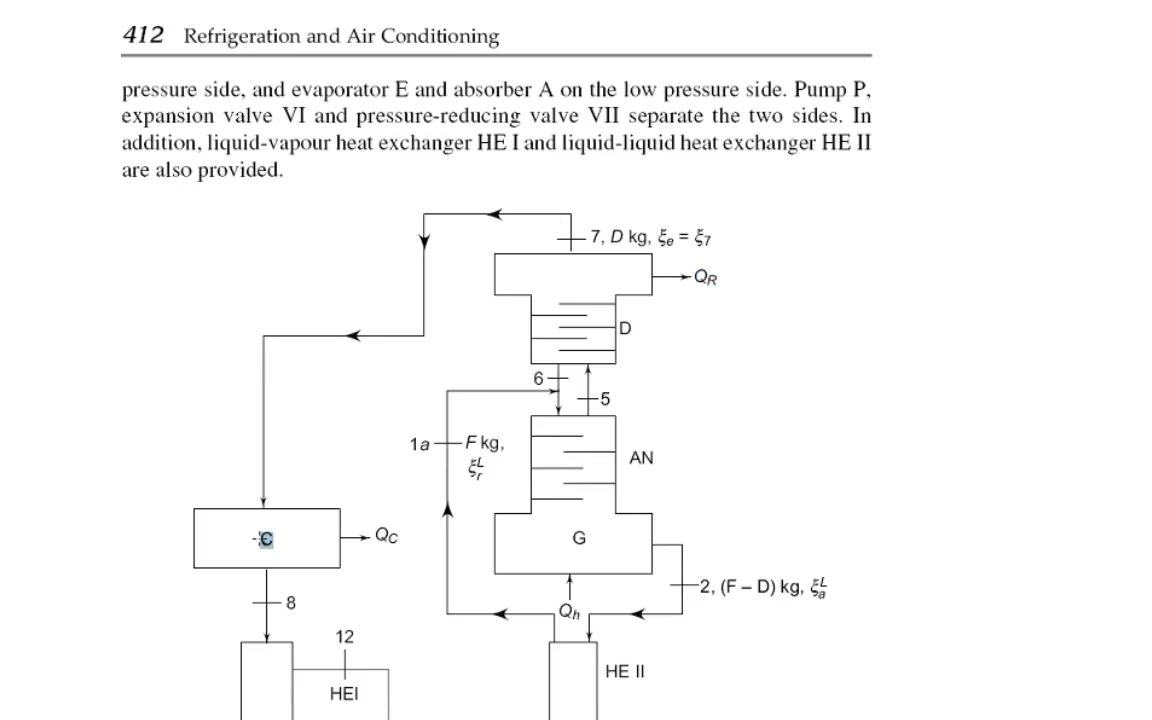 412 Refrigeration and Air Conditioning
pressure side, and evaporator E and absorber A on the low pressure side. Pump P,
expansion valve VI and pressure-reducing valve VII separate the two sides. In
addition, liquid-vapour heat exchanger HE I and liquid-liquid heat exchanger HE II
are also provided.
7, D kg, ξe = ξ7
QR
D
6
5
1a
F kg,
ξrL
AN
C
QC
G
2, (F – D) kg, ξaL
8
Qh
12
HE II
HEI